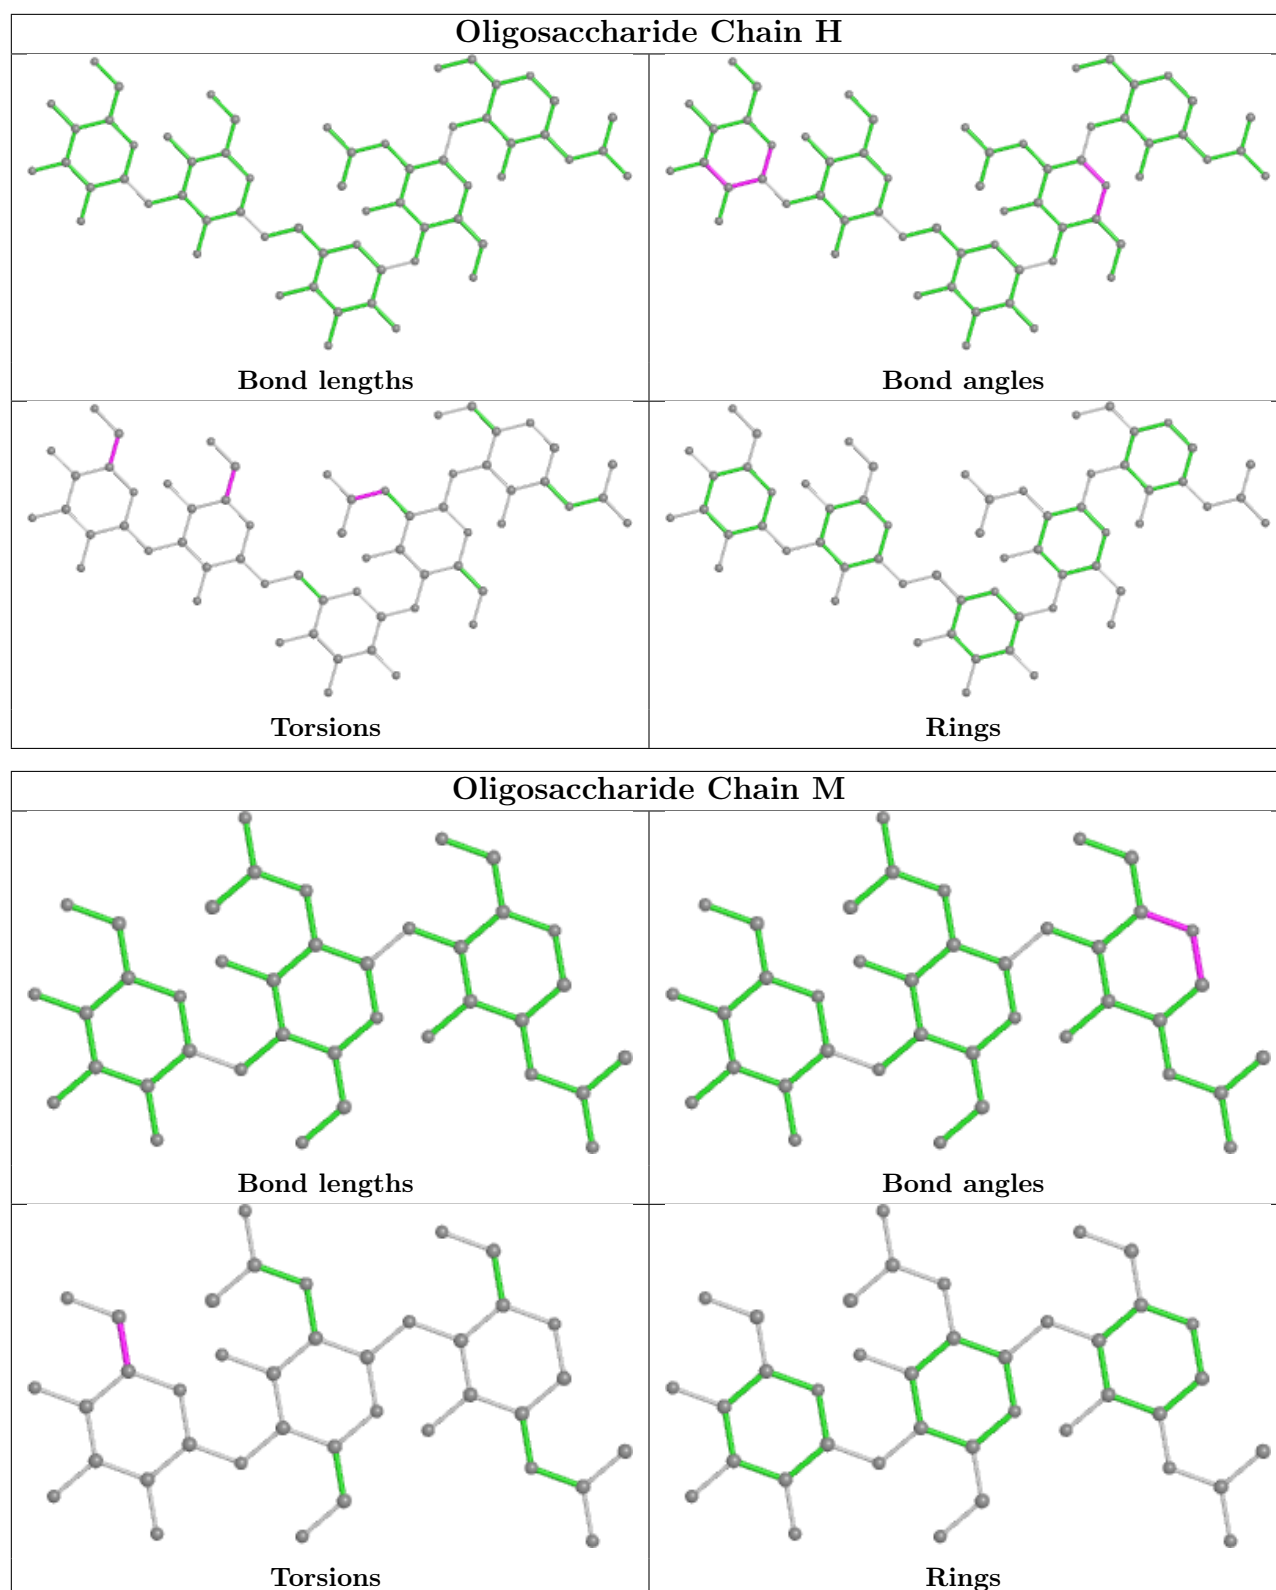 Oligosaccharide Chain H
Bond lengths
Bond angles
Torsions
Rings
Oligosaccharide Chain M
Bond lengths
Bond angles
Torsions
Rings